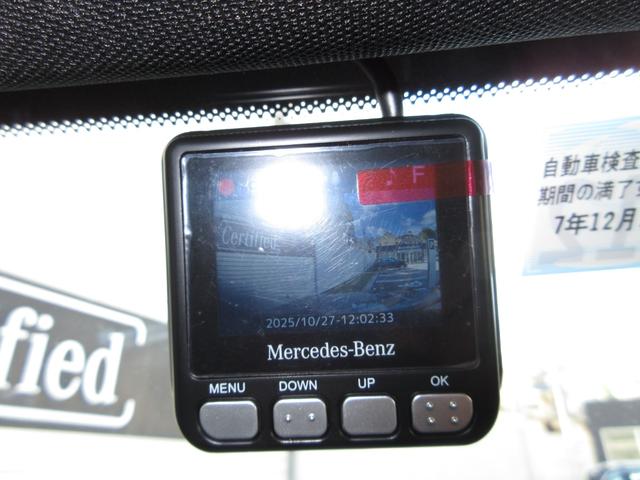 F
Certified
2025/10/27-12:02:33
Mercedes-Benz
MENU DOWN UP OK
fied
自動車検査
期間の満了
7年12月